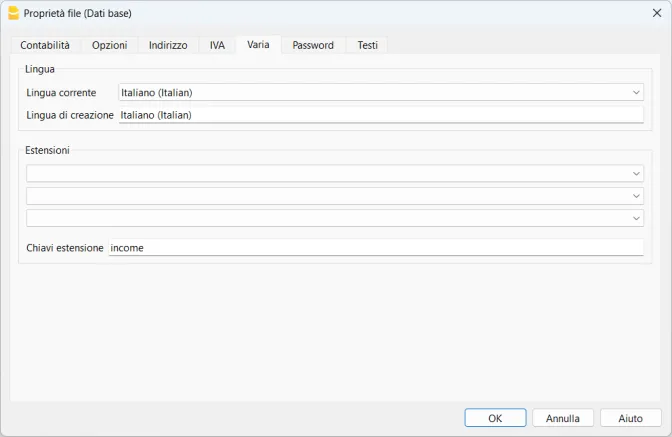 Proprietà file (Dati base)
Contabilità Opzioni Indirizzo IVA Varia Password Testi
Lingua
Lingua corrente Italiano (Italian)
Lingua di creazione Italiano (Italian)
Estensioni
Chiavi estensione income
OK Annulla Aiuto